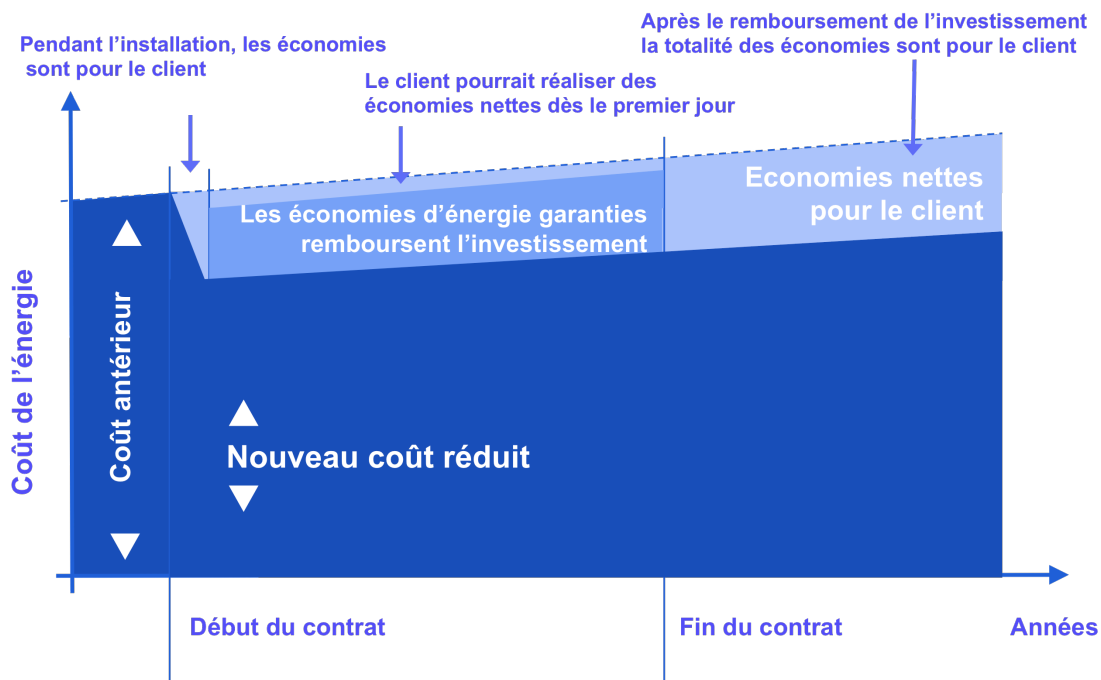 Après le remboursement de l’investissement
la totalité des économies sont pour le client
Pendant l’installation, les économies
sont pour le client
Le client pourrait réaliser des
économies nettes dès le premier jour
Economies nettes
pour le client
Les économies d’énergie garanties
remboursent l’investissement
Coût de l’énergie
Coût antérieur
Nouveau coût réduit
Début du contrat
Fin du contrat
Années